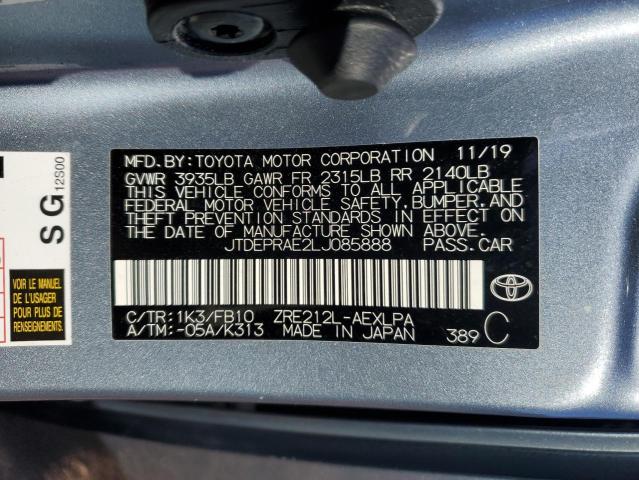 MFD.BY:TOYOTA MOTOR CORPORATION 11/19
GVWR 3935LB GAWR FR 2315LB RR 2140LB
THIS VEHICLE CONFORMS TO ALL APPLICABLE
FEDERAL MOTOR VEHICLE SAFETY,BUMPER,AND
THEFT PREVENTION STANDARDS IN EFFECT ON
THE DATE OF MANUFACTURE SHOWN ABOVE.
JTDEPRAE2LJ085888 PASS.CAR
C/TR:1K3/FB10 ZRE212L-AEXLPA
A/TM:-05A/K313 MADE IN JAPAN 389 C
SG
12S00
VOIR LE MANUEL
DE L'USAGER
POUR PLUS DE
RENSEIGNEMENTS